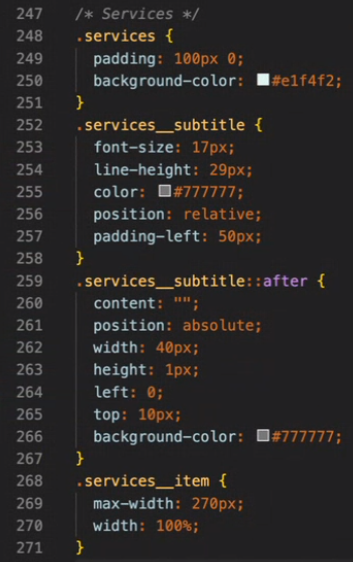 247 /* Services */
248 .services {
249 padding: 100px 0;
250 background-color: #e1f4f2;
251 }
252 .services__subtitle {
253 font-size: 17px;
254 line-height: 29px;
255 color: #777777;
256 position: relative;
257 padding-left: 50px;
258 }
259 .services__subtitle::after {
260 content: "";
261 position: absolute;
262 width: 40px;
263 height: 1px;
264 left: 0;
265 top: 10px;
266 background-color: #777777;
267 }
268 .services__item {
269 max-width: 270px;
270 width: 100%;
271 }